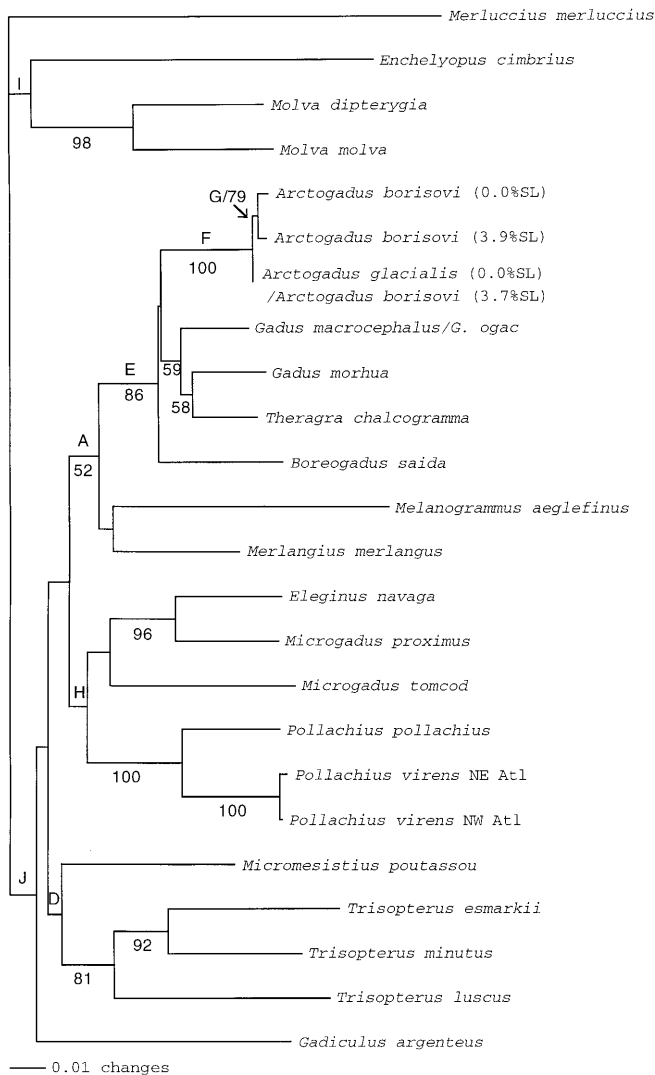 Merluccius merluccius
Enchelyopus cimbrius
I
Molva dipterygia
98
Molva molva
G/79
Arctogadus borisovi (0.0%SL)
F
Arctogadus borisovi (3.9%SL)
100
Arctogadus glacialis (0.0%SL)
/Arctogadus borisovi (3.7%SL)
Gadus macrocephalus/G. ogac
E
59
Gadus morhua
86
58
Theragra chalcogramma
A
52
Boreogadus saida
Melanogrammus aeglefinus
Merlangius merlangus
Eleginus navaga
96
Microgadus proximus
H
Microgadus tomcod
Pollachius pollachius
100
Pollachius virens NE Atl
100
Pollachius virens NW Atl
Micromesistius poutassou
J
D
Trisopterus esmarkii
92
Trisopterus minutus
81
Trisopterus luscus
Gadiculus argenteus
0.01 changes